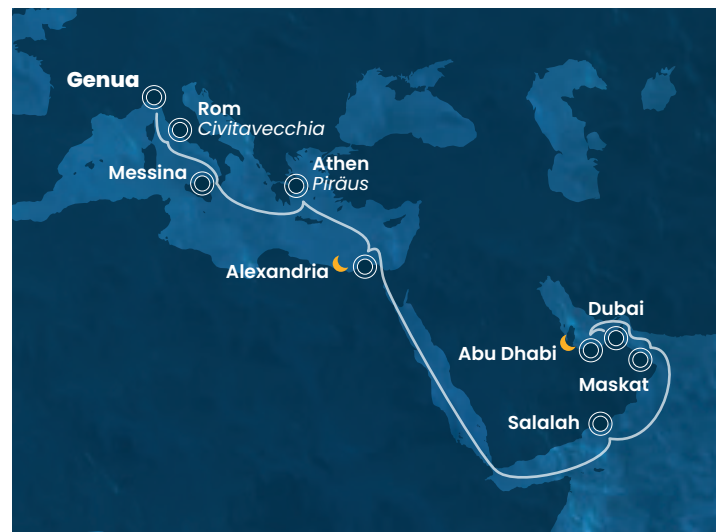 Genua
Rom
Civitavecchia
Messina
Athen
Piräus
Alexandria
Dubai
Abu Dhabi
Maskat
Salalah